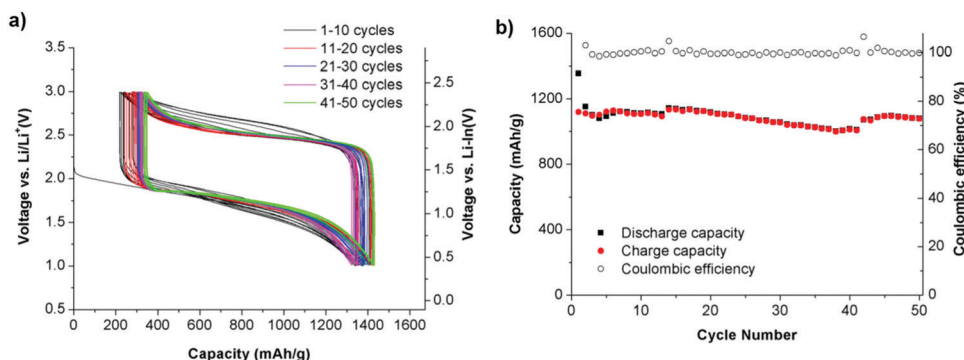 a)
1-10 cycles
11-20 cycles
21-30 cycles
31-40 cycles
41-50 cycles
Voltage vs. Li/Li+(V)
3.5
3.0
2.5
2.0
1.5
1.0
0.5
Voltage vs. Li-In(V)
2.5
2.0
1.5
1.0
0.5
0.0
0 400 600 800 1000 1200 1400 1600
Capacity (mAh/g)
b)
Capacity (mAh/g)
1600
1400
1200
1000
800
600
400
0
Discharge capacity
Charge capacity
Coulombic efficiency
Coulombic efficiency (%)
100
80
60
40
20
0
0 10 20 30 40 50
Cycle Number